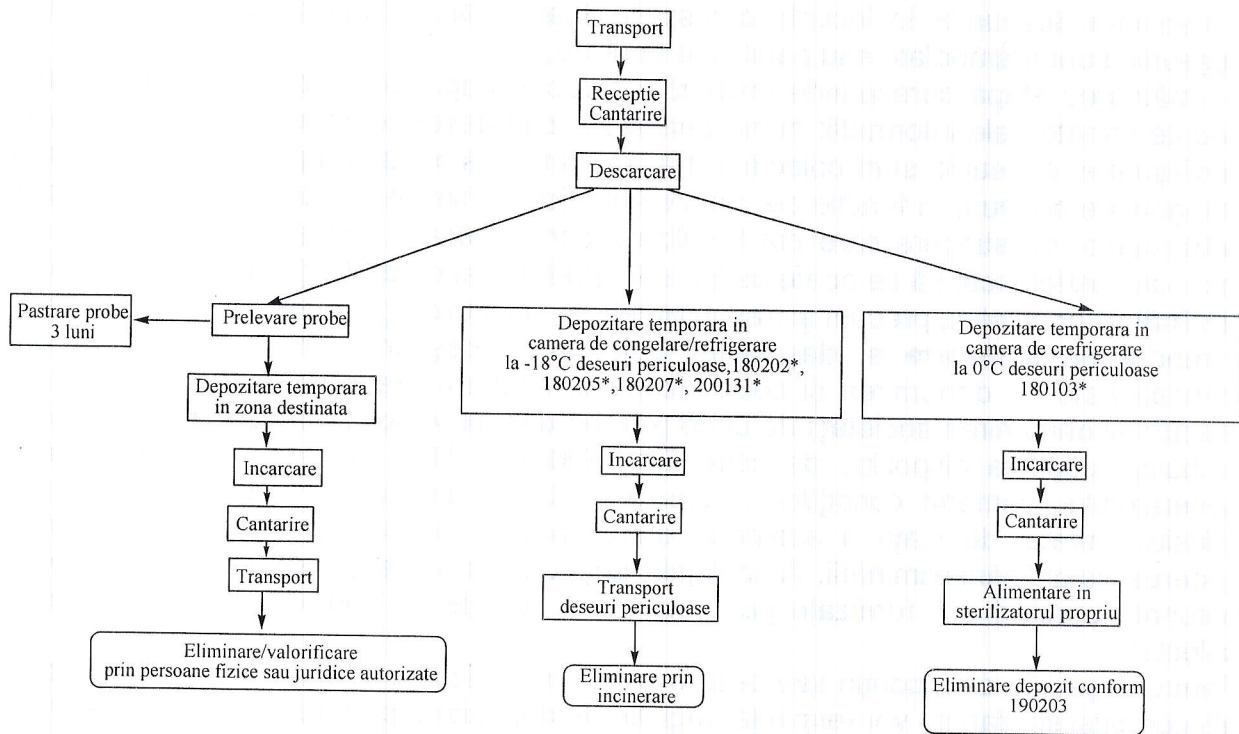 Transport
Receptie
Cantarire
Descarcare
Pastrare probe
3 luni
Prelevare probe
Depozitare temporara
in zona destinata
Incarcare
Cantarire
Transport
Eliminare/valorificare
prin persoane fizice sau juridice autorizate
Depozitare temporara in
camera de congelare/refrigerare
la -18°C deseuri periculoase,180202*,
180205*,180207*, 200131*
Incarcare
Cantarire
Transport
deseuri periculoase
Eliminare prin
incinerare
Depozitare temporara in
camera de crefrigerare
la 0°C deseuri periculoase
180103*
Incarcare
Cantarire
Alimentare in
sterilizatorul propriu
Eliminare depozit conform
190203